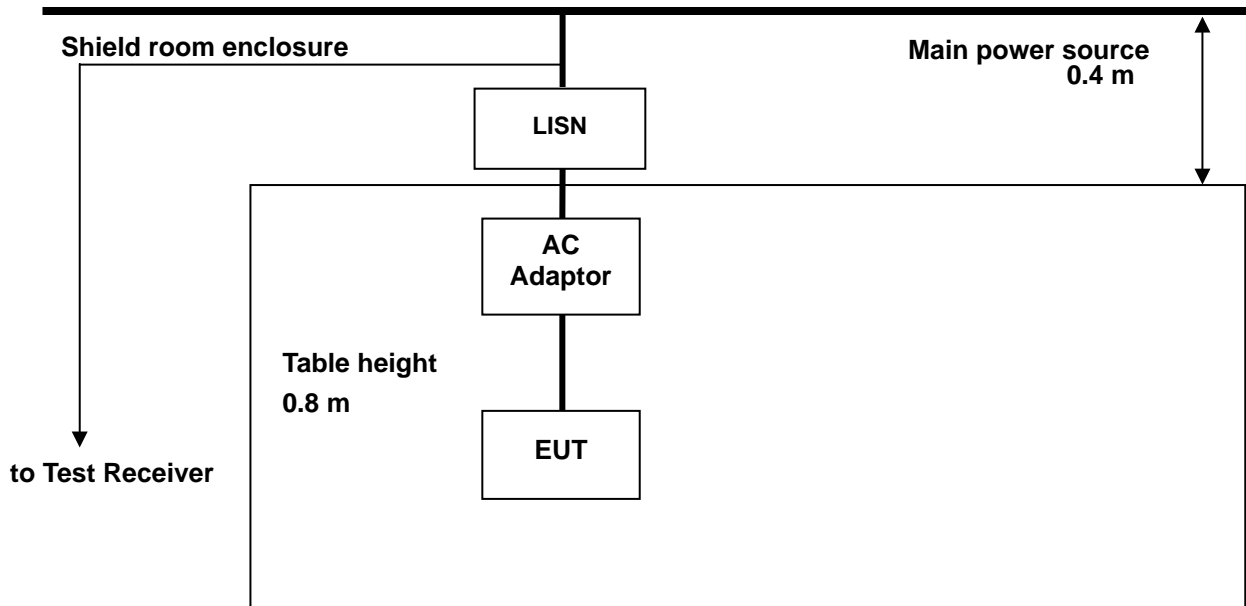 Shield room enclosure
Main power source
0.4 m
LISN
AC
Adaptor
Table height
0.8 m
EUT
to Test Receiver